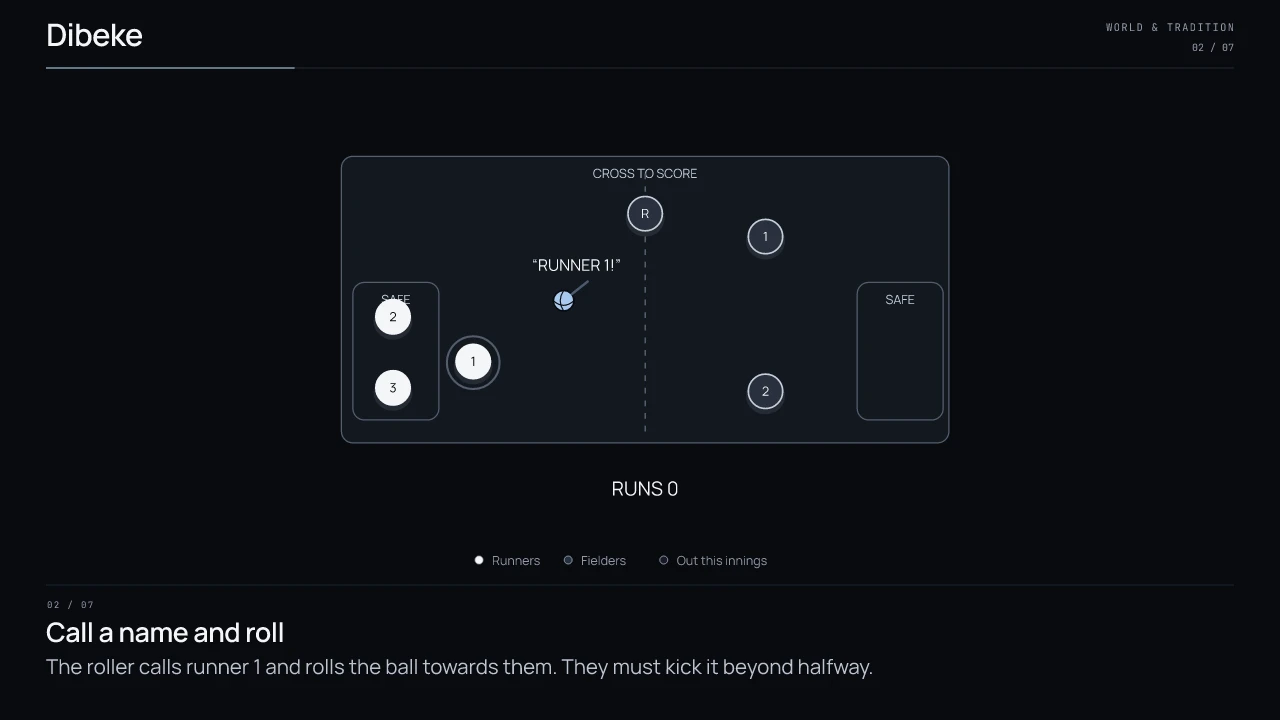 Dibeke
WORLD & TRADITION
02 / 07
CROSS TO SCORE
R
1
“RUNNER 1!”
SAFE
SAFE
2
1
3
2
RUNS 0
Runners
Fielders
Out this innings
02 / 07
Call a name and roll
The roller calls runner 1 and rolls the ball towards them. They must kick it beyond halfway.